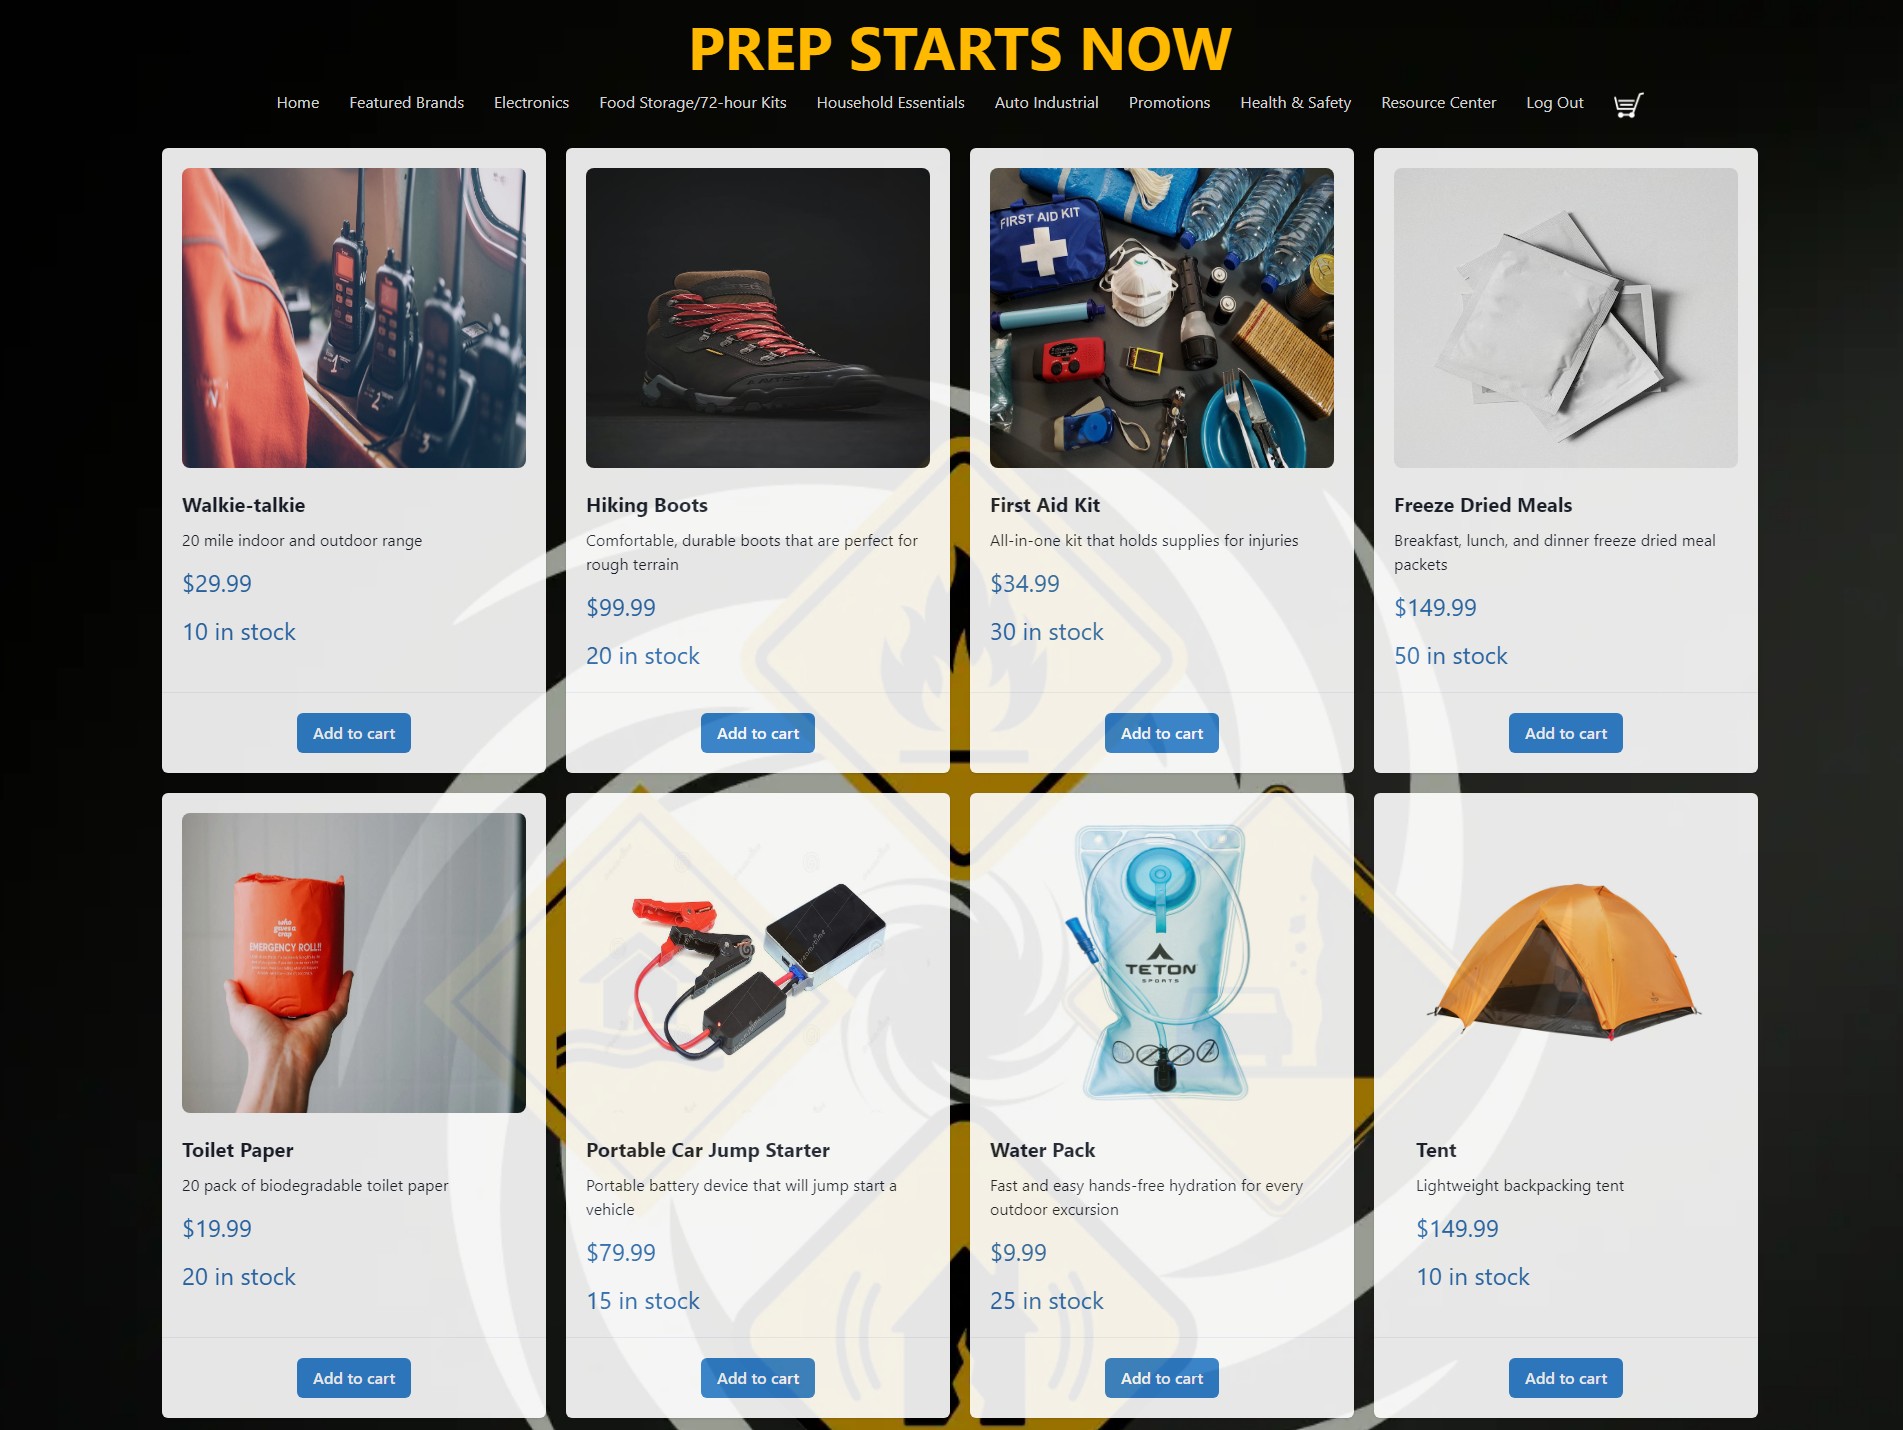 PREP STARTS NOW
Home Featured Brands Electronics Food Storage/72-hour Kits Household Essentials Auto Industrial Promotions Health & Safety Resource Center Log Out
FIRST AID KIT
1
2
3
Walkie-talkie
20 mile indoor and outdoor range
$29.99
10 in stock
Add to cart
Hiking Boots
Comfortable, durable boots that are perfect for
rough terrain
$99.99
20 in stock
Add to cart
First Aid Kit
All-in-one kit that holds supplies for injuries
$34.99
30 in stock
Add to cart
Freeze Dried Meals
Breakfast, lunch, and dinner freeze dried meal
packets
$149.99
50 in stock
Add to cart
who
gives a
crap
EMERGENCY ROLL!!
Toilet Paper
20 pack of biodegradable toilet paper
$19.99
20 in stock
Add to cart
Portable Car Jump Starter
Portable battery device that will jump start a
vehicle
$79.99
15 in stock
Add to cart
TETON
SPORTS
Water Pack
Fast and easy hands-free hydration for every
outdoor excursion
$9.99
25 in stock
Add to cart
Tent
Lightweight backpacking tent
$149.99
10 in stock
Add to cart